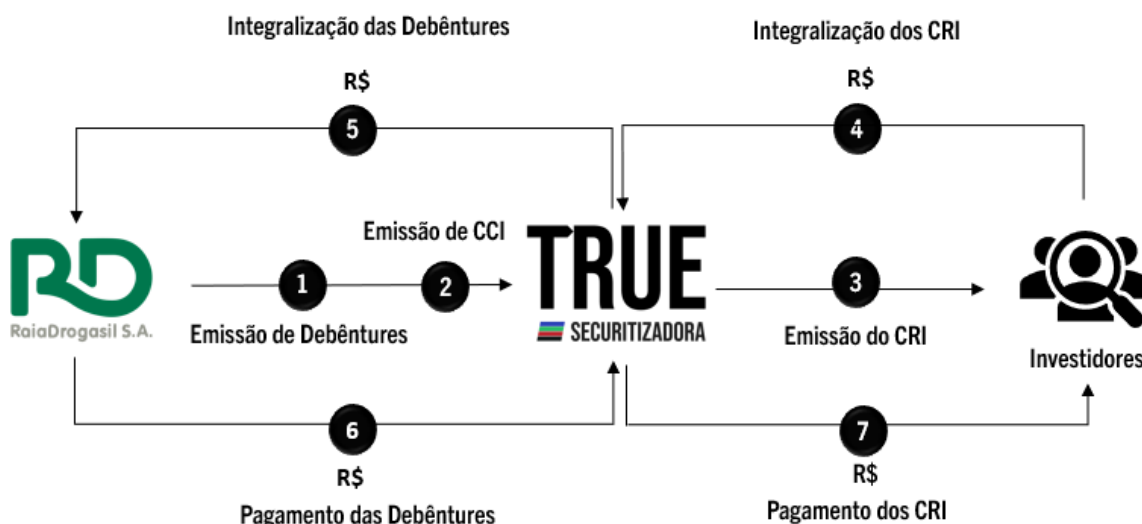 Integralização das Debêntures
Integralização dos CRI
R$
R$
5
4
Emissão de CCI
RD
RaiaDrogasil S.A.
TRUE
SECURITIZADORA
1
2
3
Emissão de Debêntures
Emissão do CRI
Investidores
6
7
R$
R$
Pagamento das Debêntures
Pagamento dos CRI